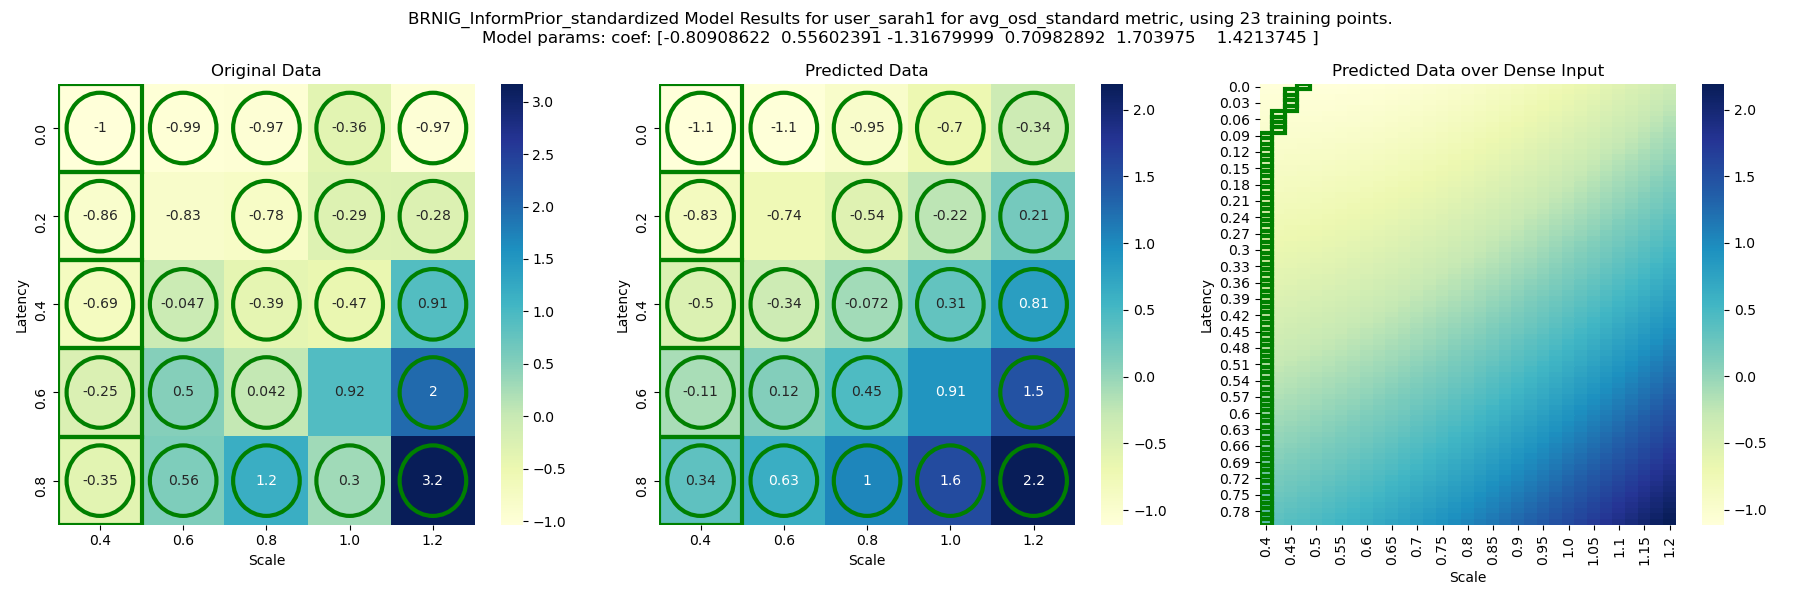 BRNIG_InformPrior_standardized Model Results for user_sarah1 for avg_osd_standard metric, using 23 training points.
Model params: coef: [-0.80908622  0.55602391 -1.31679999  0.70982892  1.703975    1.4213745 ]
Original Data
Latency
0.0 -1 -0.99 -0.97 -0.36 -0.97
0.2 -0.86 -0.83 -0.78 -0.29 -0.28
0.4 -0.69 -0.047 -0.39 -0.47 0.91
0.6 -0.25 0.5 0.042 0.92 2
0.8 -0.35 0.56 1.2 0.3 3.2
0.4 0.6 0.8 1.0 1.2
Scale
3.0
2.5
2.0
1.5
1.0
0.5
0.0
−0.5
−1.0
Predicted Data
Latency
0.0 -1.1 -1.1 -0.95 -0.7 -0.34
0.2 -0.83 -0.74 -0.54 -0.22 0.21
0.4 -0.5 -0.34 -0.072 0.31 0.81
0.6 -0.11 0.12 0.45 0.91 1.5
0.8 0.34 0.63 1 1.6 2.2
0.4 0.6 0.8 1.0 1.2
Scale
2.0
1.5
1.0
0.5
0.0
−0.5
−1.0
Predicted Data over Dense Input
Latency
0.0
0.03
0.06
0.09
0.12
0.15
0.18
0.21
0.24
0.27
0.3
0.33
0.36
0.39
0.42
0.45
0.48
0.51
0.54
0.57
0.6
0.63
0.66
0.69
0.72
0.75
0.78
0.4 0.45 0.5 0.55 0.6 0.65 0.7 0.75 0.8 0.85 0.9 0.95 1.0 1.05 1.1 1.15 1.2
Scale
2.0
1.5
1.0
0.5
0.0
−0.5
−1.0